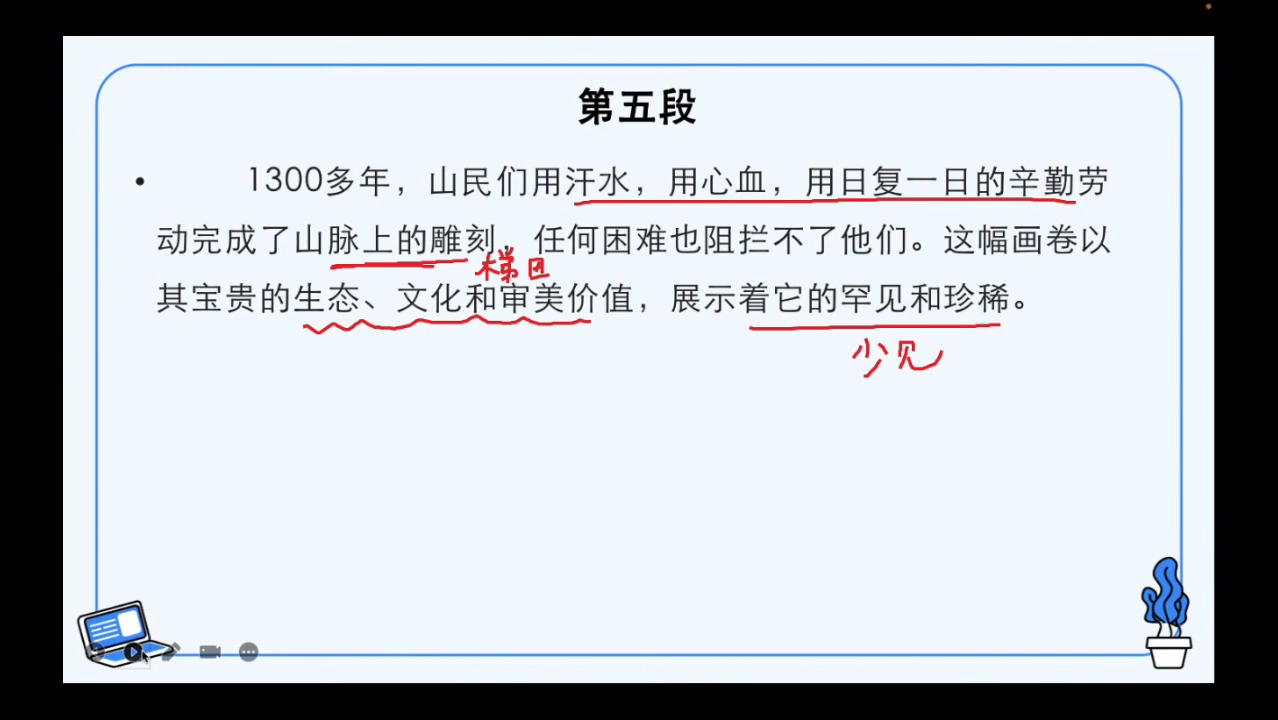 第五段
• 1300多年，山民们用汗水，用心血，用日复一日的辛勤劳
动完成了山脉上的雕刻，任何困难也阻拦不了他们。这幅画卷以
梯田
其宝贵的生态、文化和审美价值，展示着它的罕见和珍稀。
少见